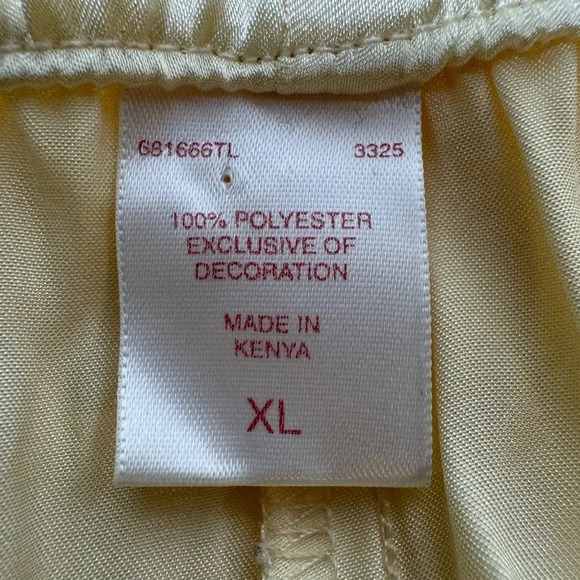 681666TL 3325
100% POLYESTER
EXCLUSIVE OF
DECORATION
MADE IN
KENYA
XL